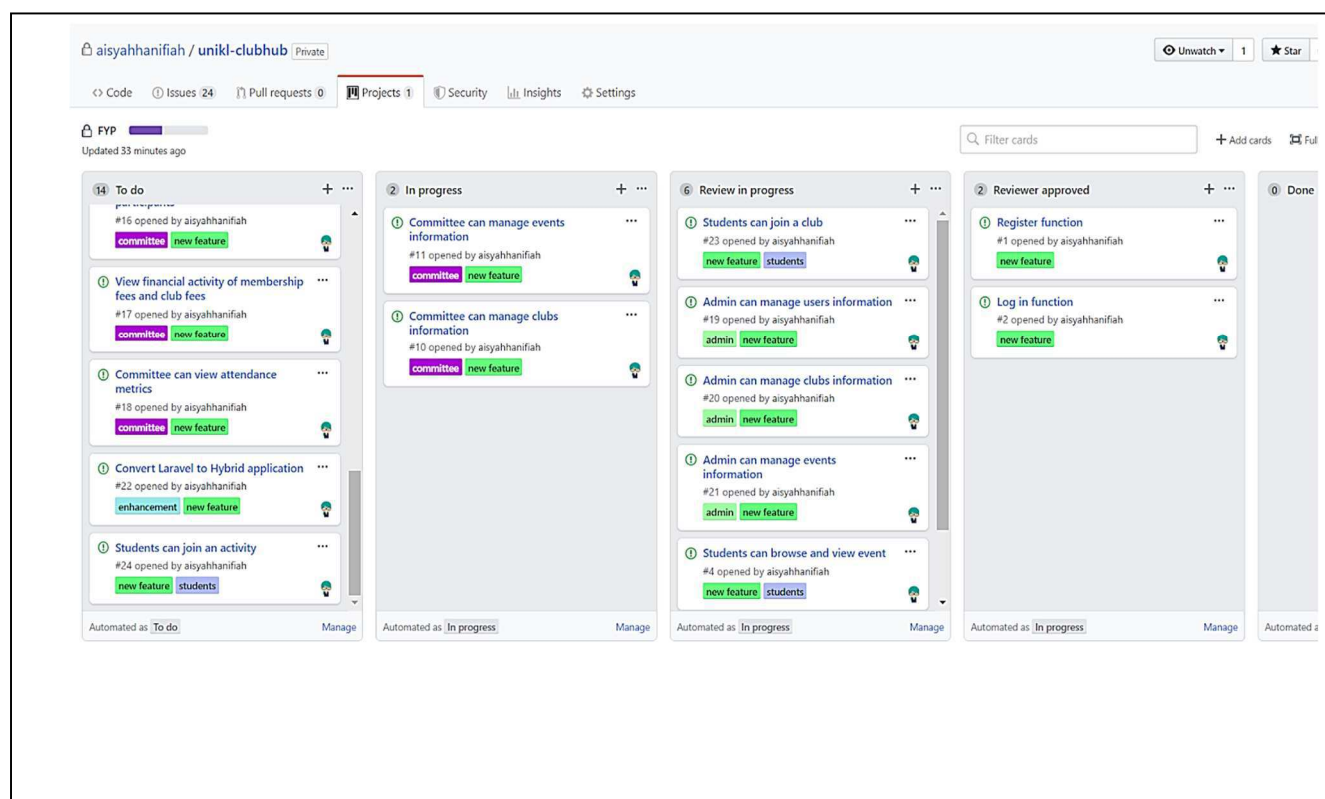 aisyahhanifiah / unikl-clubhub Private
Unwatch 1 Star
Code Issues 24 Pull requests 0 Projects 1 Security Insights Settings
FYP
Updated 33 minutes ago
Filter cards
Add cards
Ful
14 To do
participants
#16 opened by aisyahhanifiah
committee new feature
View financial activity of membership
fees and club fees
#17 opened by aisyahhanifiah
committee new feature
Committee can view attendance
metrics
#18 opened by aisyahhanifiah
committee new feature
Convert Laravel to Hybrid application
#22 opened by aisyahhanifiah
enhancement new feature
Students can join an activity
#24 opened by aisyahhanifiah
new feature students
Automated as To do Manage
2 In progress
Committee can manage events
information
#11 opened by aisyahhanifiah
committee new feature
Committee can manage clubs
information
#10 opened by aisyahhanifiah
committee new feature
Automated as In progress Manage
6 Review in progress
Students can join a club
#23 opened by aisyahhanifiah
new feature students
Admin can manage users information
#19 opened by aisyahhanifiah
admin new feature
Admin can manage clubs information
#20 opened by aisyahhanifiah
admin new feature
Admin can manage events
information
#21 opened by aisyahhanifiah
admin new feature
Students can browse and view event
#4 opened by aisyahhanifiah
new feature students
Automated as In progress Manage
2 Reviewer approved
Register function
#1 opened by aisyahhanifiah
new feature
Log in function
#2 opened by aisyahhanifiah
new feature
Automated as In progress Manage
0 Done
Automated a